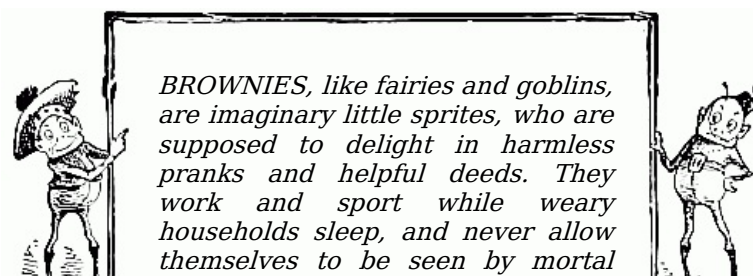 BROWNIES, like fairies and goblins,
are imaginary little sprites, who are
supposed to delight in harmless
pranks and helpful deeds. They
work and sport while weary
households sleep, and never allow
themselves to be seen by mortal